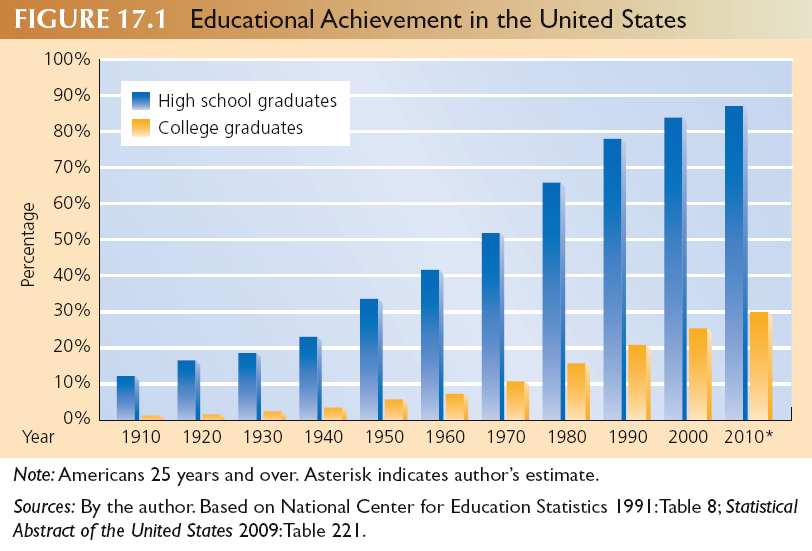 FIGURE 17.1 Educational Achievement in the United States
100%
90%
80%
70%
60%
50%
40%
30%
20%
10%
0%
Percentage
High school graduates
College graduates
Year 1910 1920 1930 1940 1950 1960 1970 1980 1990 2000 2010*
Note: Americans 25 years and over. Asterisk indicates author's estimate.
Sources: By the author. Based on National Center for Education Statistics 1991:Table 8; Statistical
Abstract of the United States 2009:Table 221.